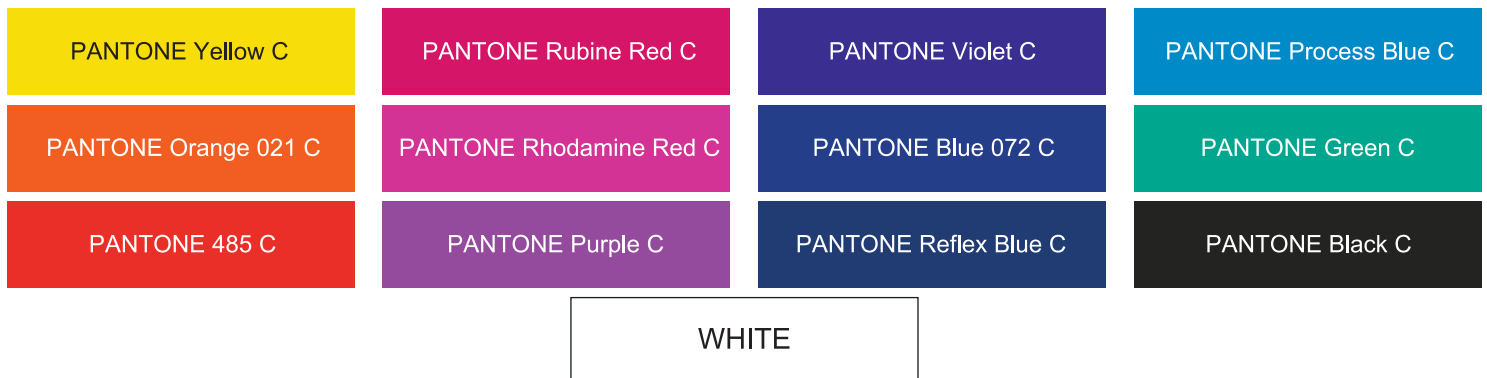 PANTONE Yellow C
PANTONE Rubine Red C
PANTONE Violet C
PANTONE Process Blue C
PANTONE Orange 021 C
PANTONE Rhodamine Red C
PANTONE Blue 072 C
PANTONE Green C
PANTONE 485 C
PANTONE Purple C
PANTONE Reflex Blue C
PANTONE Black C
WHITE